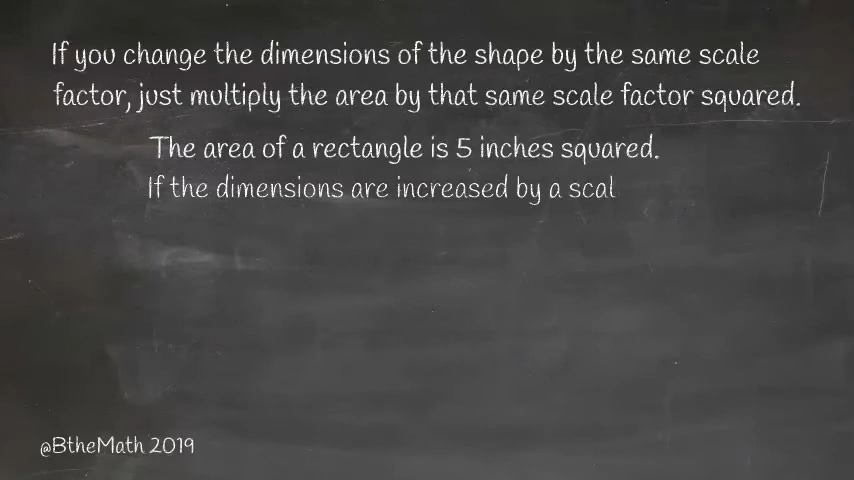 If you change the dimensions of the shape by the same scale
factor, just multiply the area by that same scale factor squared.
The area of a rectangle is 5 inches squared.
If the dimensions are increased by a scal
@BtheMath 2019